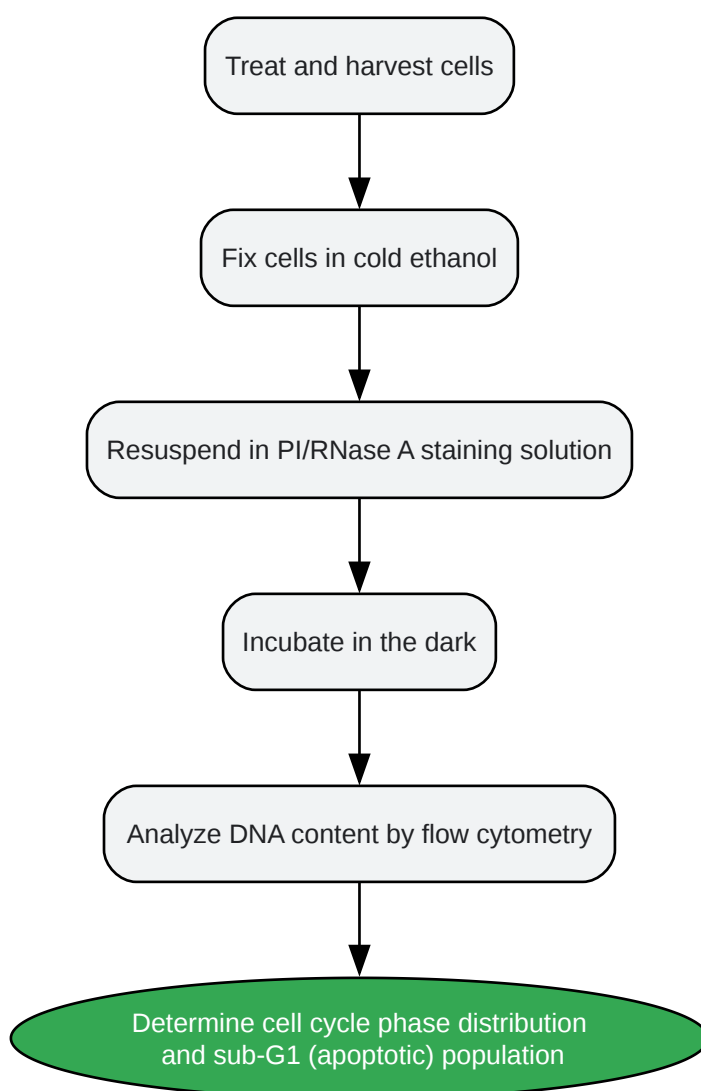 Treat and harvest cells
Fix cells in cold ethanol
Resuspend in PI/RNase A staining solution
Incubate in the dark
Analyze DNA content by flow cytometry
Determine cell cycle phase distribution
and sub-G1 (apoptotic) population